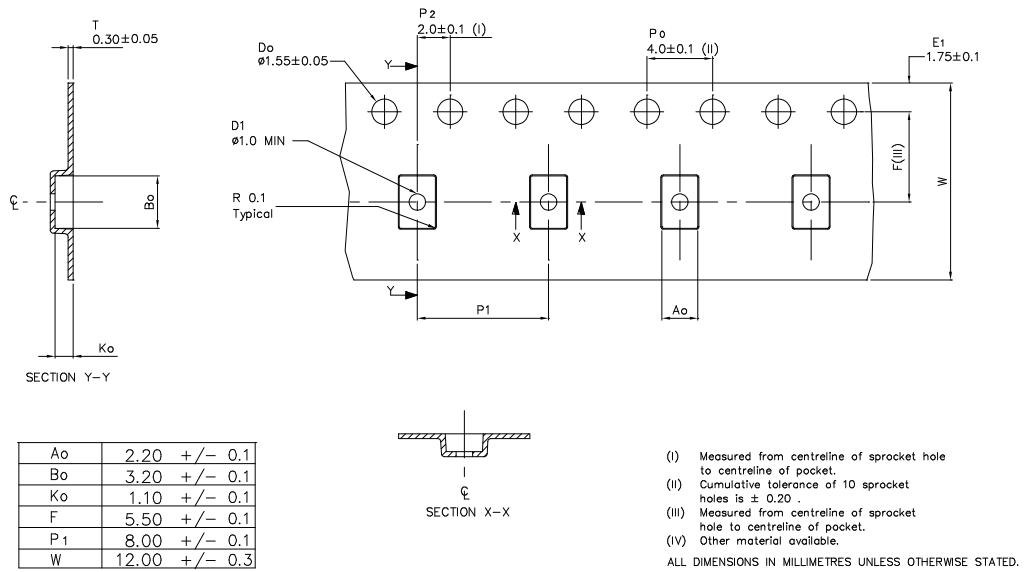 T
0.30±0.05
P2
2.0±0.1 (I)
Do
ø1.55±0.05
Y
Po
4.0±0.1 (II)
E1
1.75±0.1
D1
ø1.0 MIN
R 0.1
Typical
℄
Bo
X X
F(III)
W
Y
P1
Ao
Ko
SECTION Y-Y
Ao 2.20 +/- 0.1
Bo 3.20 +/- 0.1
Ko 1.10 +/- 0.1
F 5.50 +/- 0.1
P1 8.00 +/- 0.1
W 12.00 +/- 0.3
℄
SECTION X-X
(I) Measured from centreline of sprocket hole
to centreline of pocket.
(II) Cumulative tolerance of 10 sprocket
holes is ± 0.20 .
(III) Measured from centreline of sprocket
hole to centreline of pocket.
(IV) Other material available.
ALL DIMENSIONS IN MILLIMETRES UNLESS OTHERWISE STATED.